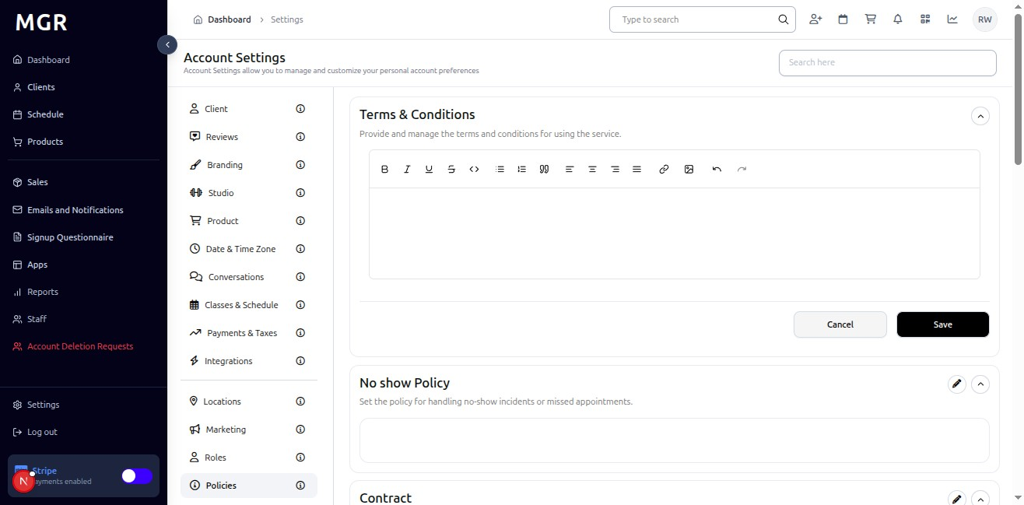 MGR
Dashboard
Clients
Schedule
Products
Sales
Emails and Notifications
Signup Questionnaire
Apps
Reports
Staff
Account Deletion Requests
Settings
Log out
Stripe
ayments enabled
N
Dashboard > Settings
Type to search
RW
Account Settings
Account Settings allow you to manage and customize your personal account preferences
Search here
Client
Reviews
Branding
Studio
Product
Date & Time Zone
Conversations
Classes & Schedule
Payments & Taxes
Integrations
Locations
Marketing
Roles
Policies
Terms & Conditions
Provide and manage the terms and conditions for using the service.
Cancel
Save
No show Policy
Set the policy for handling no-show incidents or missed appointments.
Contract